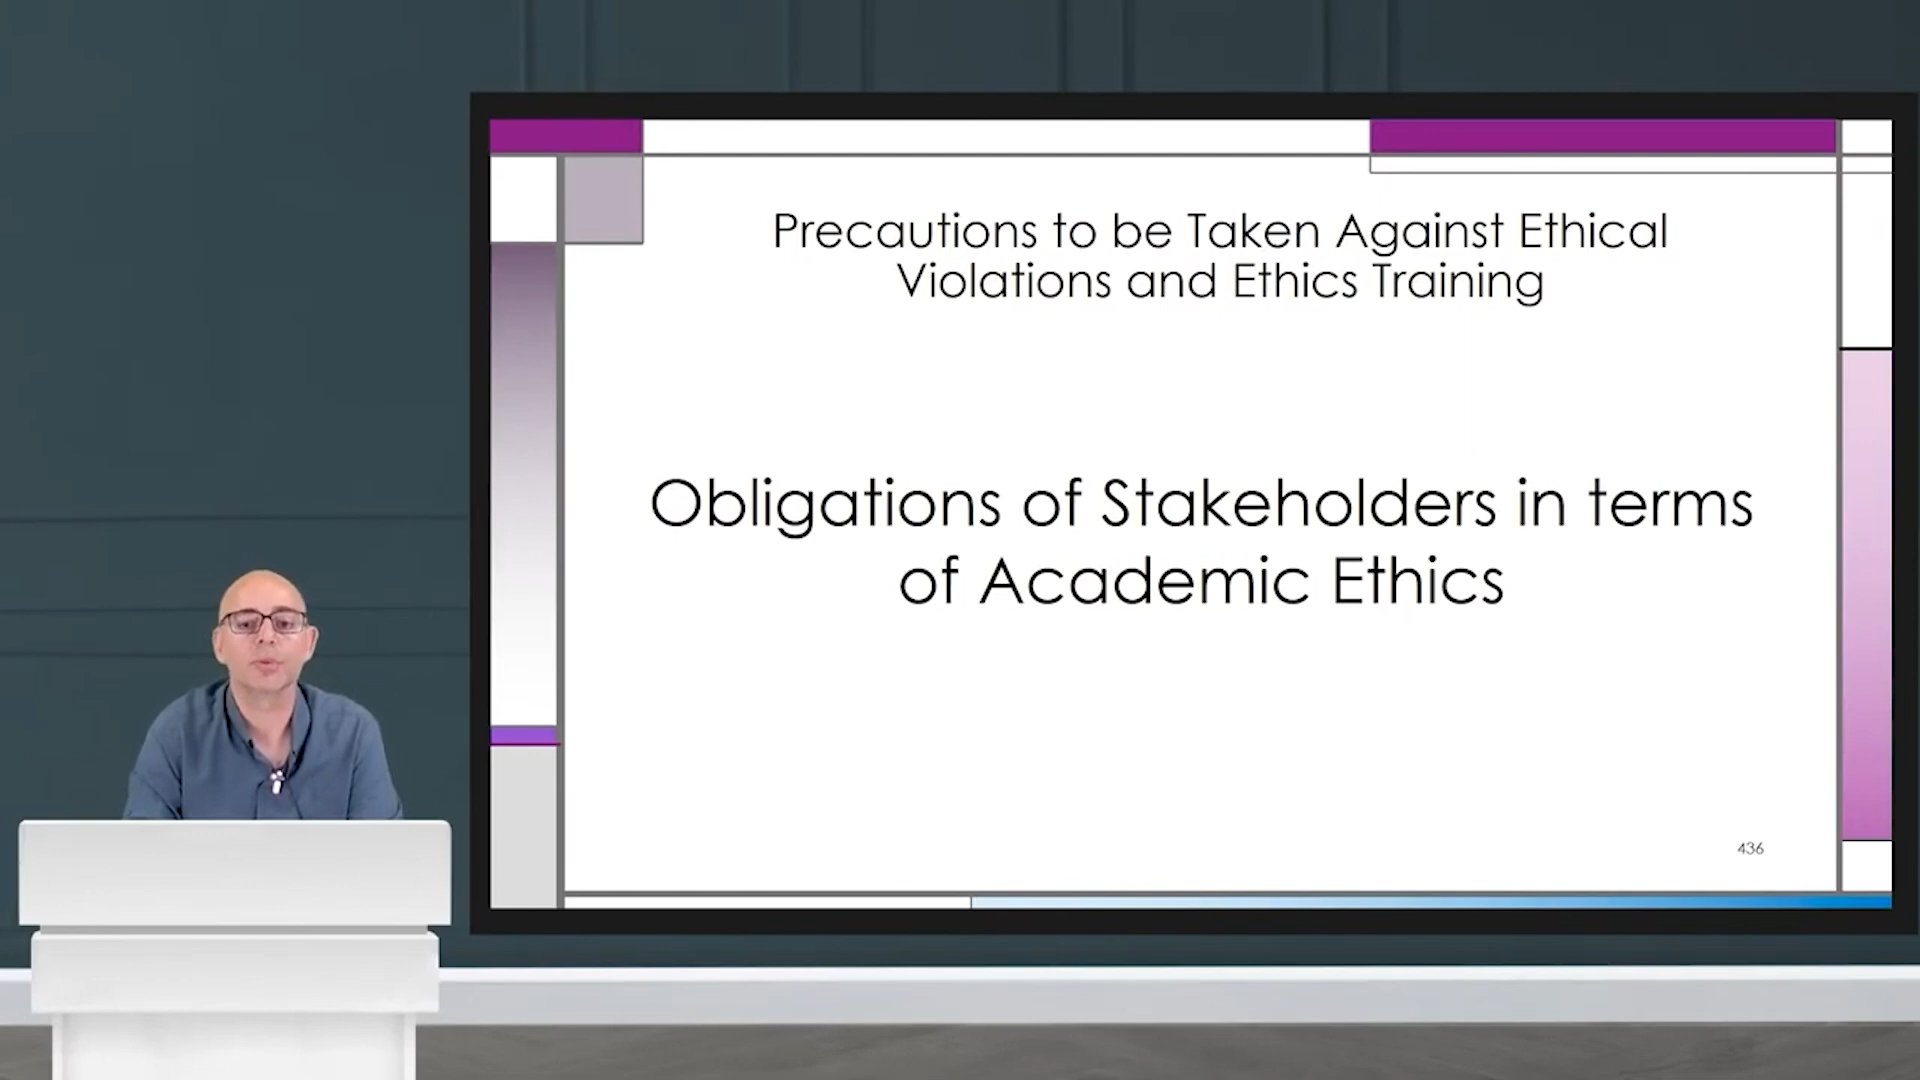 Precautions to be Taken Against Ethical
Violations and Ethics Training
Obligations of Stakeholders in terms
of Academic Ethics
436